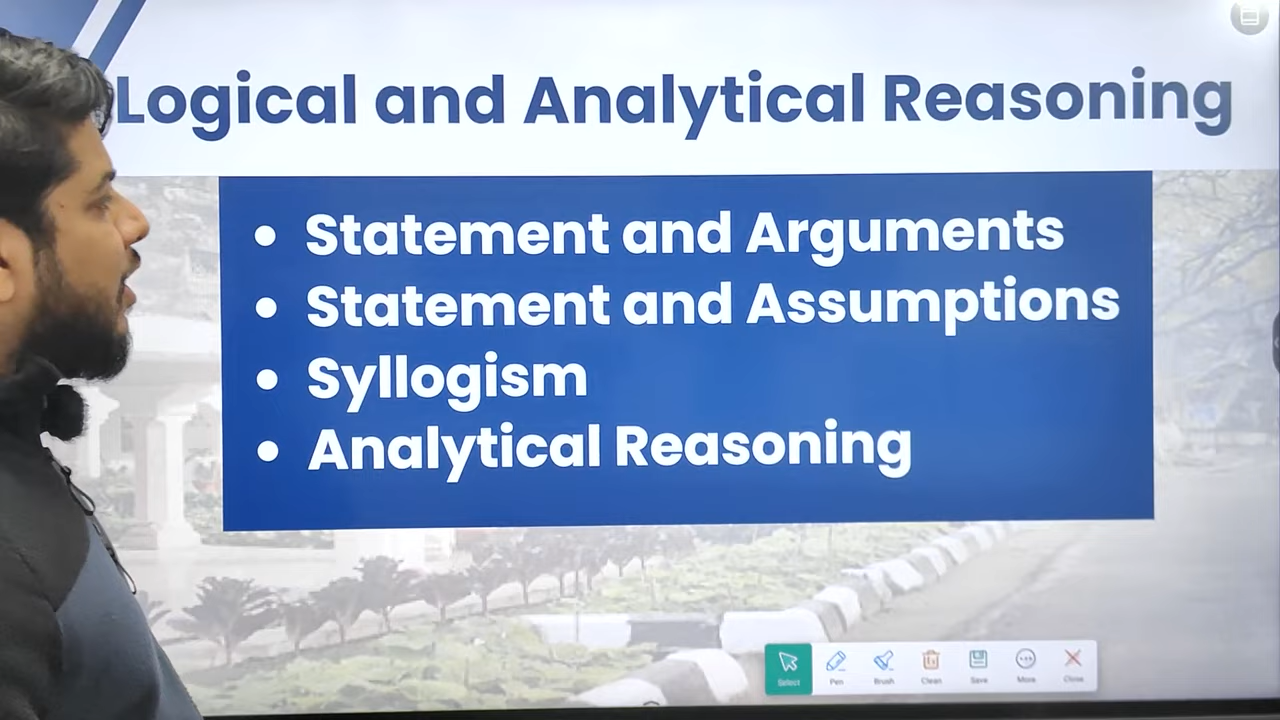 Logical and Analytical Reasoning
• Statement and Arguments
• Statement and Assumptions
• Syllogism
• Analytical Reasoning
Select Pen Brush Clean Save More Close